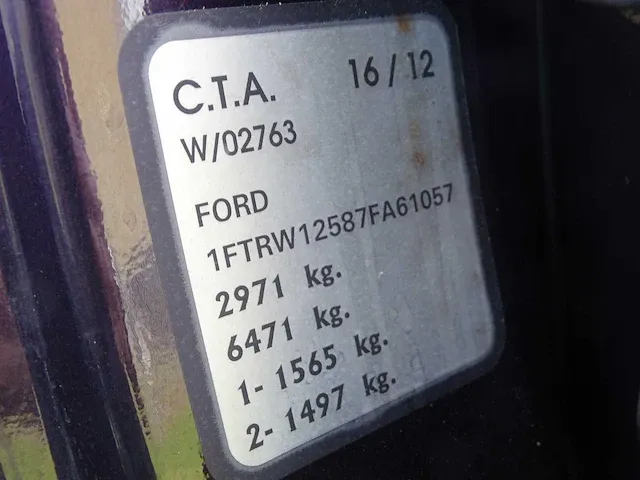 C.T.A. 16/12
W/02763
FORD
1FTRW12587FA61057
2971 kg.
6471 kg.
1- 1565 kg.
2- 1497 kg.